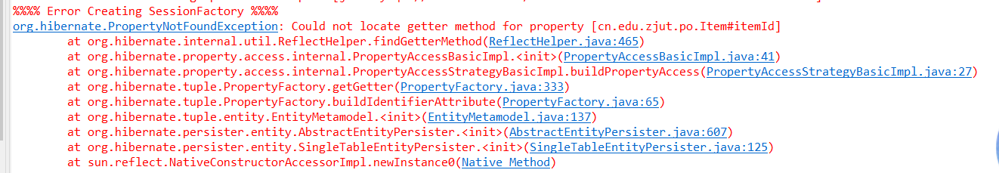 %%%% Error Creating SessionFactory %%%%
org.hibernate.PropertyNotFoundException: Could not locate getter method for property [cn.edu.zjut.po.Item#itemId]
at org.hibernate.internal.util.ReflectHelper.findGetterMethod(ReflectHelper.java:465)
at org.hibernate.property.access.internal.PropertyAccessBasicImpl.<init>(PropertyAccessBasicImpl.java:41)
at org.hibernate.property.access.internal.PropertyAccessStrategyBasicImpl.buildPropertyAccess(PropertyAccessStrategyBasicImpl.java:27)
at org.hibernate.tuple.PropertyFactory.getGetter(PropertyFactory.java:333)
at org.hibernate.tuple.PropertyFactory.buildIdentifierAttribute(PropertyFactory.java:65)
at org.hibernate.tuple.entity.EntityMetamodel.<init>(EntityMetamodel.java:137)
at org.hibernate.persister.entity.AbstractEntityPersister.<init>(AbstractEntityPersister.java:607)
at org.hibernate.persister.entity.SingleTableEntityPersister.<init>(SingleTableEntityPersister.java:125)
at sun.reflect.NativeConstructorAccessorImpl.newInstance0(Native Method)